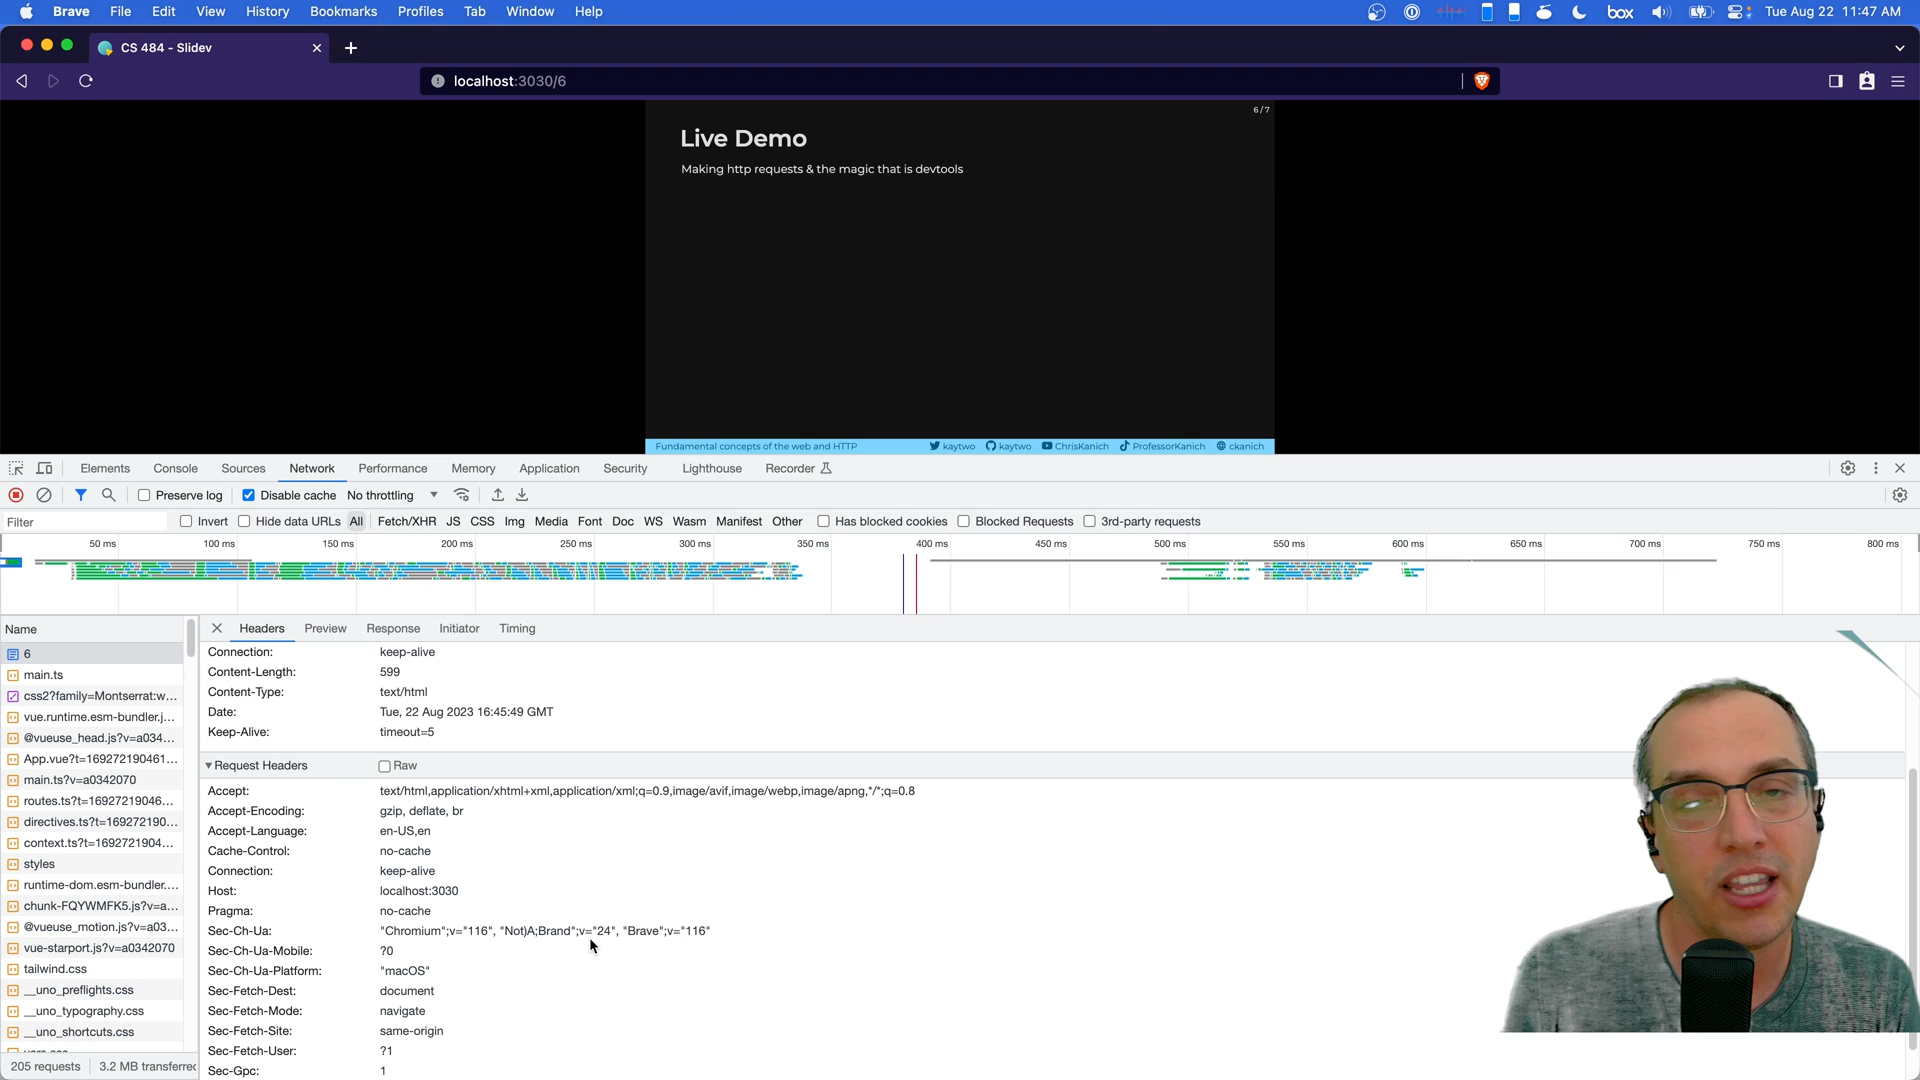 Brave File Edit View History Bookmarks Profiles Tab Window Help box Tue Aug 22 11:47 AM
CS 484 - Slidev
localhost:3030/6
6/7
Live Demo
Making http requests & the magic that is devtools
Fundamental concepts of the web and HTTP kaytwo kaytwo ChrisKanich ProfessorKanich ckanich
Elements Console Sources Network Performance Memory Application Security Lighthouse Recorder
Preserve log Disable cache No throttling
Filter Invert Hide data URLs All Fetch/XHR JS CSS Img Media Font Doc WS Wasm Manifest Other Has blocked cookies Blocked Requests 3rd-party requests
50 ms 100 ms 150 ms 200 ms 250 ms 300 ms 350 ms 400 ms 450 ms 500 ms 550 ms 600 ms 650 ms 700 ms 750 ms 800 ms
Name
6
main.ts
css2?family=Montserrat:w...
vue.runtime.esm-bundler.j...
@vueuse_head.js?v=a034...
App.vue?t=169272190461...
main.ts?v=a0342070
routes.ts?t=16927219046...
directives.ts?t=169272190...
context.ts?t=1692721904...
styles
runtime-dom.esm-bundler....
chunk-FQYWMFK5.js?v=a...
@vueuse_motion.js?v=a03...
vue-starport.js?v=a0342070
tailwind.css
__uno_preflights.css
__uno_typography.css
__uno_shortcuts.css
205 requests 3.2 MB transferred
Headers Preview Response Initiator Timing
Connection: keep-alive
Content-Length: 599
Content-Type: text/html
Date: Tue, 22 Aug 2023 16:45:49 GMT
Keep-Alive: timeout=5
Request Headers Raw
Accept: text/html,application/xhtml+xml,application/xml;q=0.9,image/avif,image/webp,image/apng,*/*;q=0.8
Accept-Encoding: gzip, deflate, br
Accept-Language: en-US,en
Cache-Control: no-cache
Connection: keep-alive
Host: localhost:3030
Pragma: no-cache
Sec-Ch-Ua: "Chromium";v="116", "Not)A;Brand";v="24", "Brave";v="116"
Sec-Ch-Ua-Mobile: ?0
Sec-Ch-Ua-Platform: "macOS"
Sec-Fetch-Dest: document
Sec-Fetch-Mode: navigate
Sec-Fetch-Site: same-origin
Sec-Fetch-User: ?1
Sec-Gpc: 1